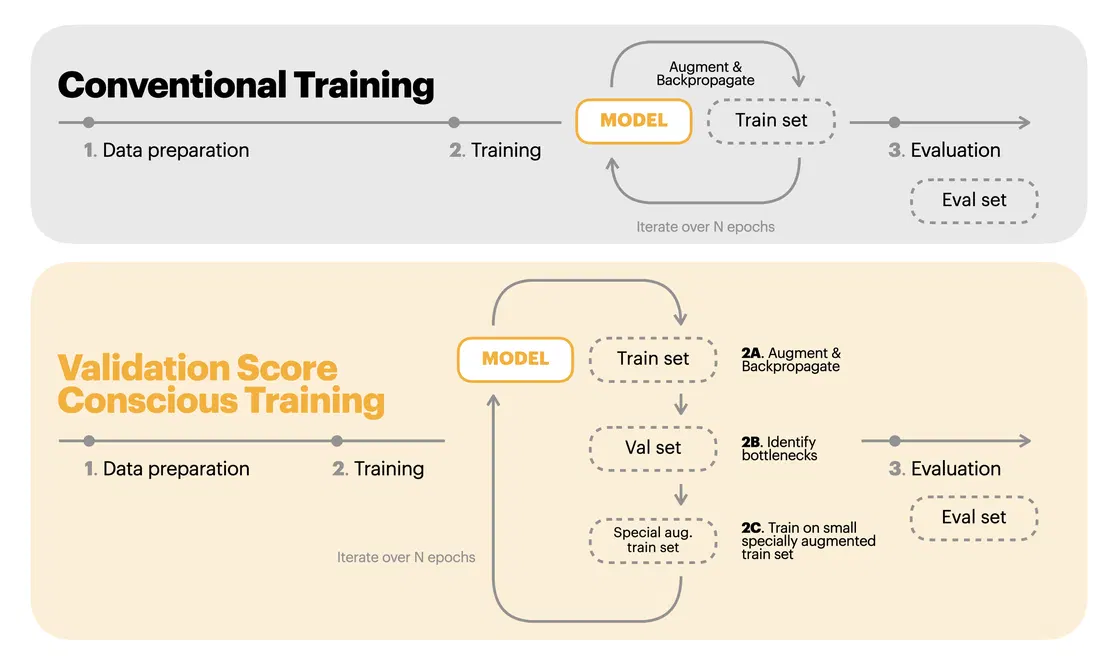 Conventional Training
Augment &
Backpropagate
MODEL
Train set
1. Data preparation
2. Training
3. Evaluation
Eval set
Iterate over N epochs
Validation Score
Conscious Training
MODEL
Train set
2A. Augment &
Backpropagate
Val set
2B. Identify
bottlenecks
1. Data preparation
2. Training
3. Evaluation
Eval set
Special aug.
train set
2C. Train on small
specially augmented
train set
Iterate over N epochs